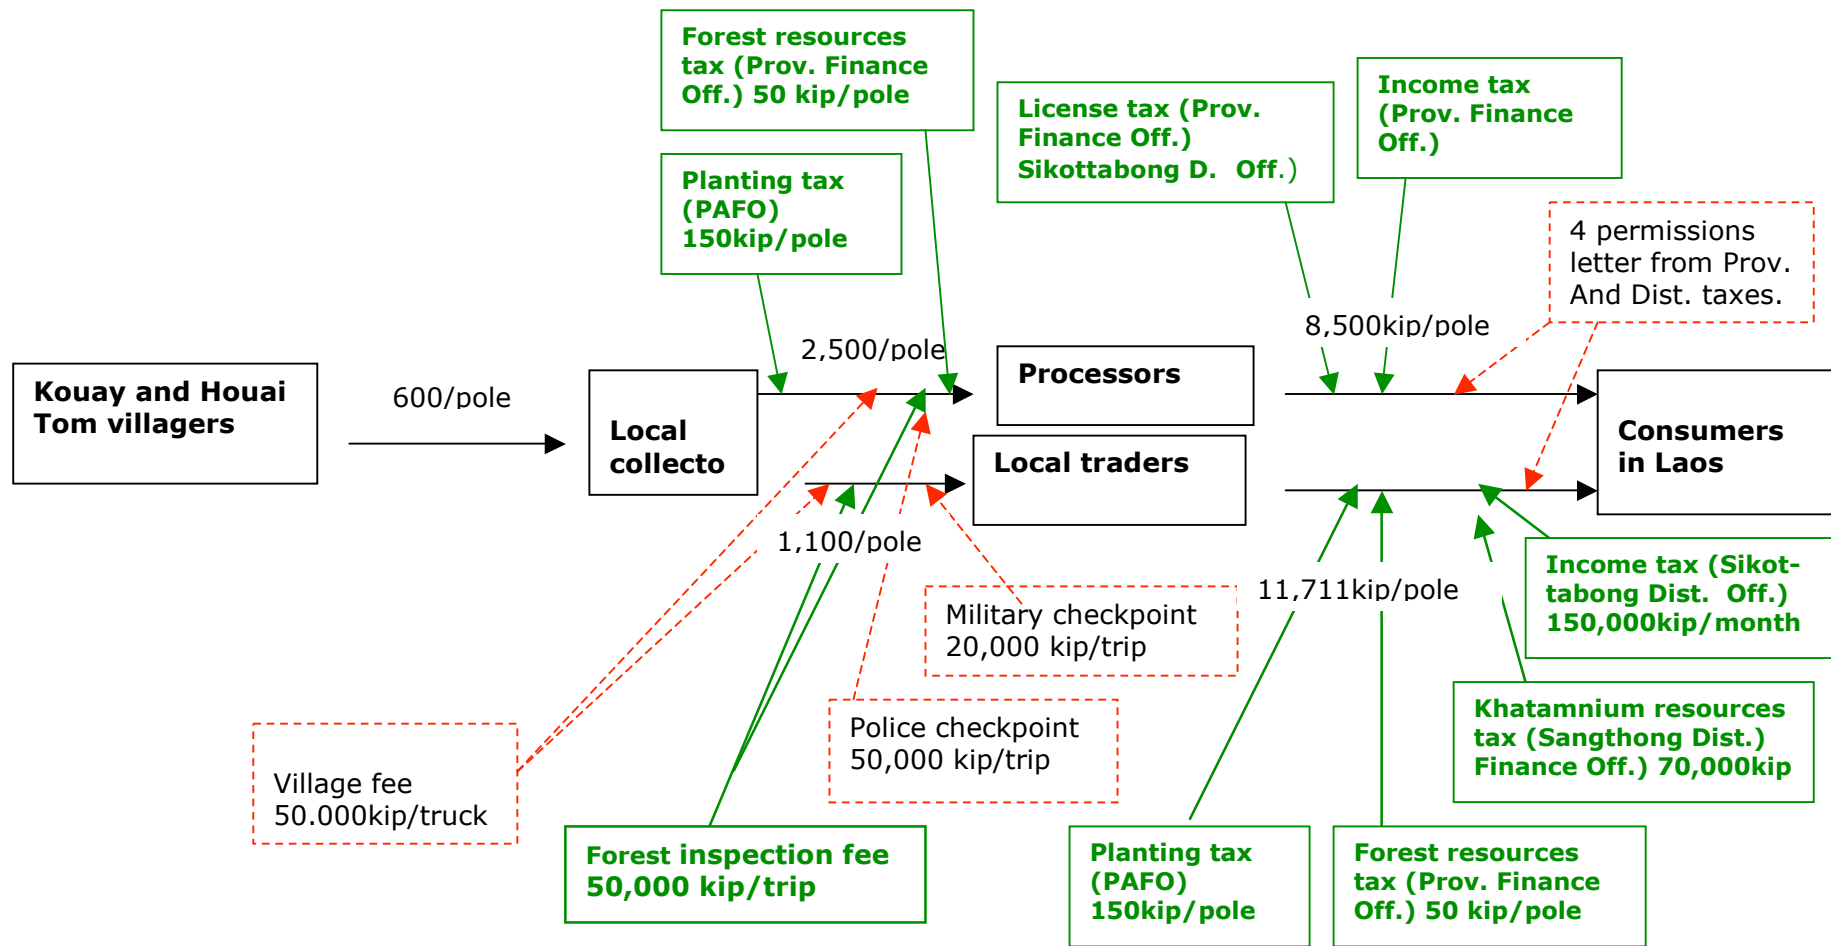 Forest resources
tax (Prov. Finance
Off.) 50 kip/pole
License tax (Prov.
Finance Off.)
Sikottabong D.  Off.)
Income tax
(Prov. Finance
Off.)
Planting tax
(PAFO)
150kip/pole
4 permissions
letter from Prov.
And Dist. taxes.
2,500/pole
8,500kip/pole
Kouay and Houai
Tom villagers
600/pole
Local
collecto
Processors
Local traders
Consumers
in Laos
1,100/pole
11,711kip/pole
Military checkpoint
20,000 kip/trip
Income tax (Sikot-
tabong Dist.  Off.)
150,000kip/month
Police checkpoint
50,000 kip/trip
Khatamnium resources
tax (Sangthong Dist.)
Finance Off.) 70,000kip
Village fee
50.000kip/truck
Forest inspection fee
50,000 kip/trip
Planting tax
(PAFO)
150kip/pole
Forest resources
tax (Prov. Finance
Off.) 50 kip/pole